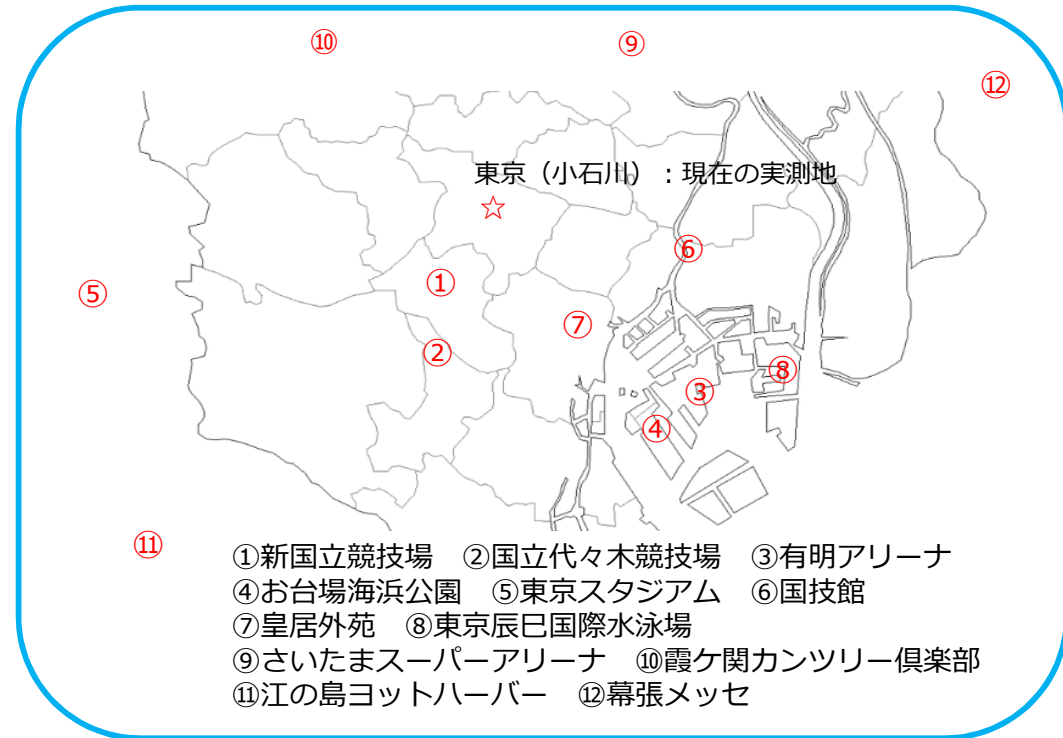 ⑩
⑨
⑫
東京（小石川）：現在の実測地
☆
⑥
①
⑤
⑦
②
⑧
③
④
⑪
①新国立競技場　②国立代々木競技場　③有明アリーナ
④お台場海浜公園　⑤東京スタジアム　⑥国技館
⑦皇居外苑　⑧東京辰巳国際水泳場
⑨さいたまスーパーアリーナ　⑩霞ケ関カンツリー倶楽部
⑪江の島ヨットハーバー　⑫幕張メッセ